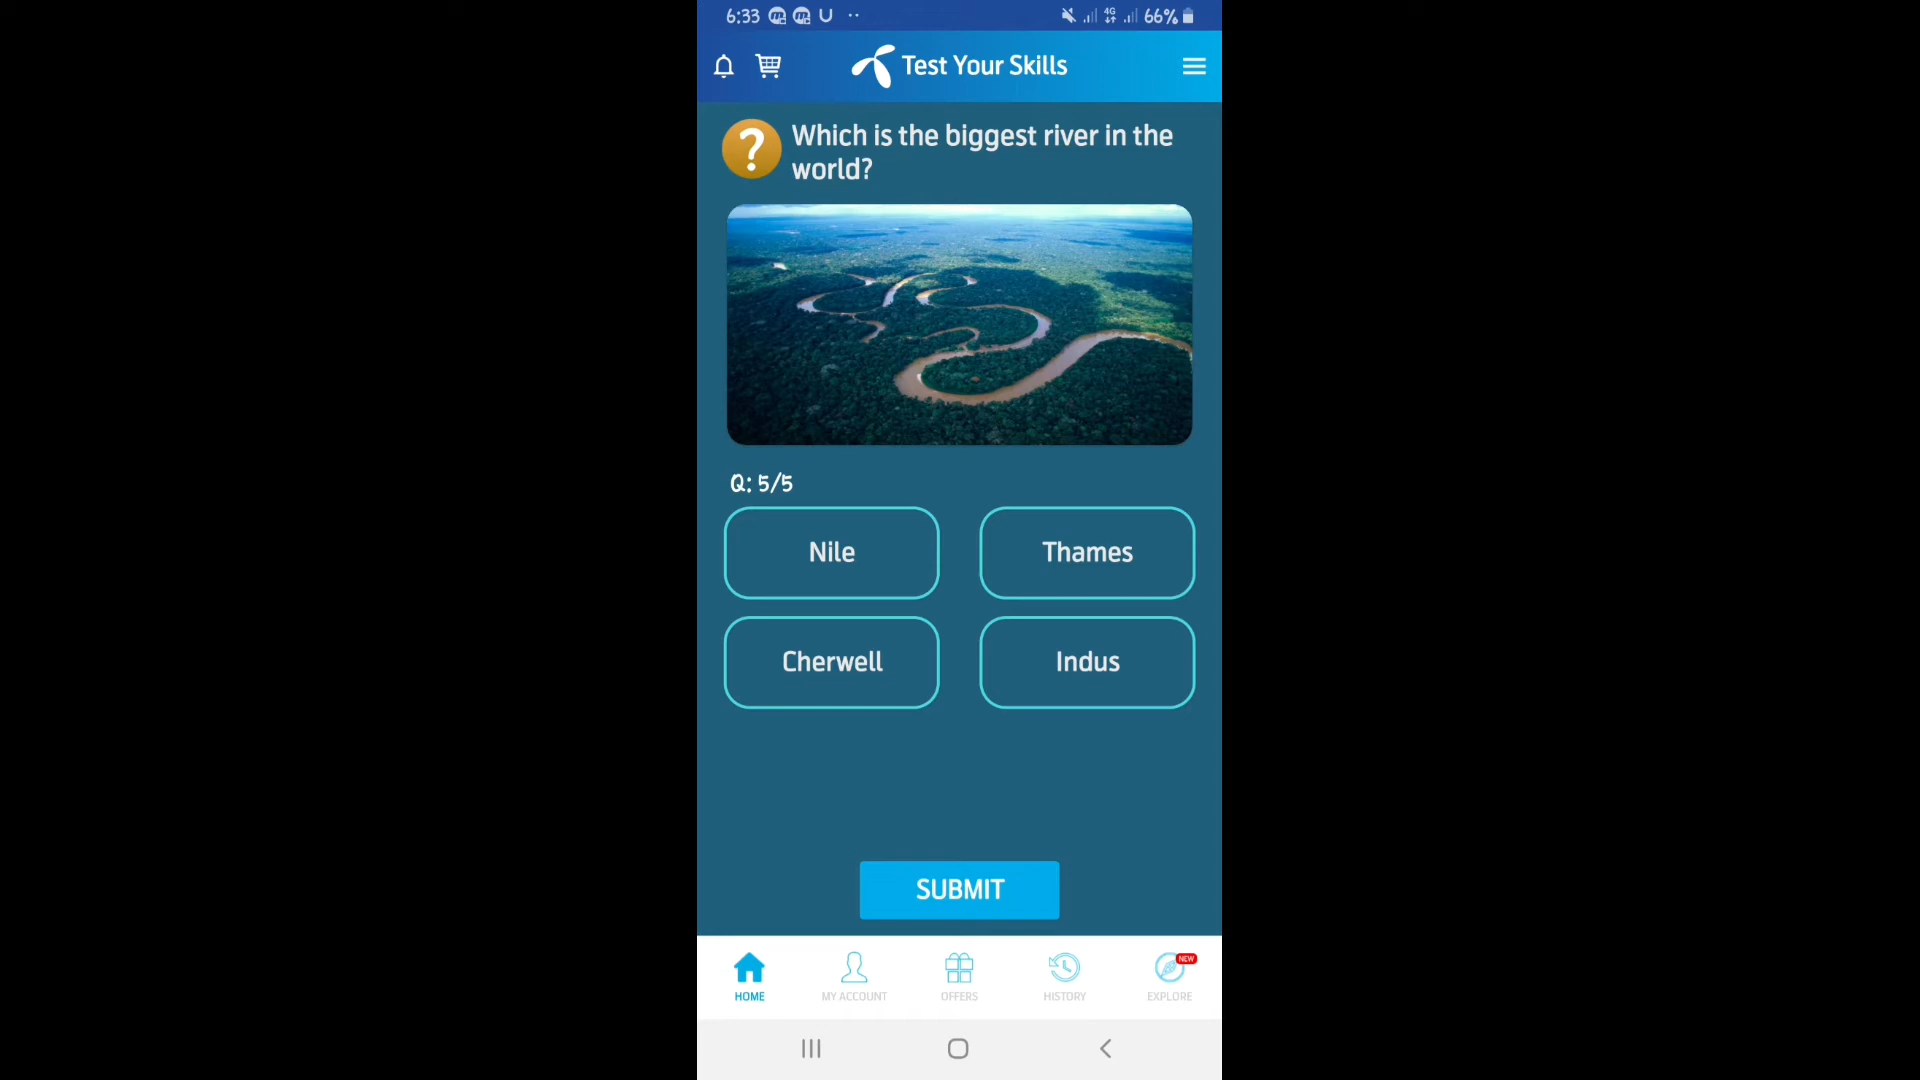 6:33
4G
66%
Test Your Skills
?
Which is the biggest river in the
world?
Q: 5/5
Nile
Thames
Cherwell
Indus
SUBMIT
NEW
HOME
MY ACCOUNT
OFFERS
HISTORY
EXPLORE